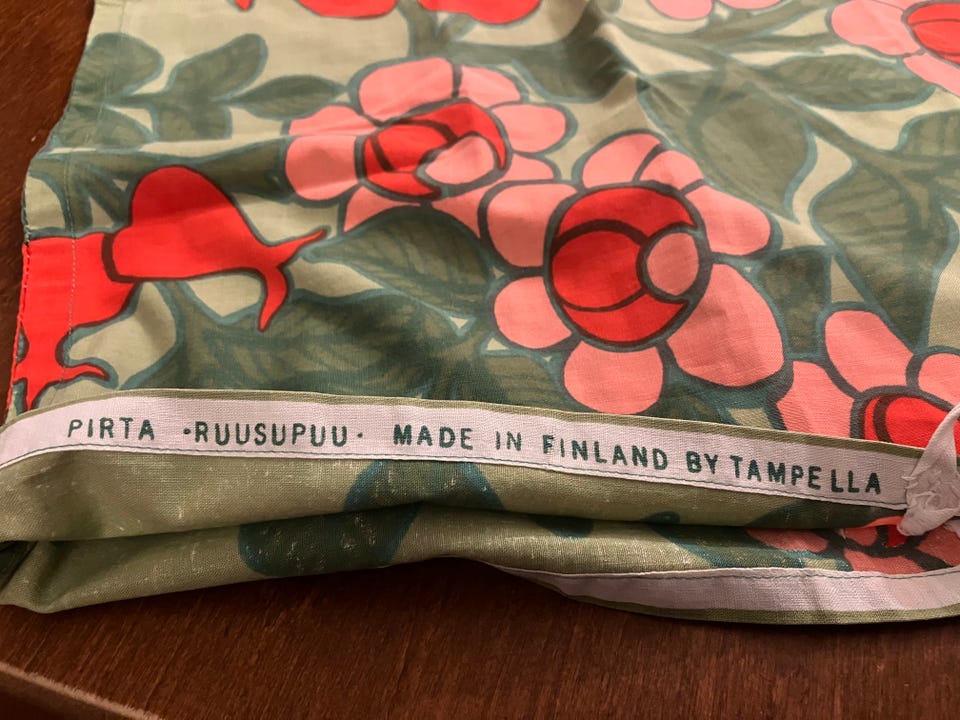 PIRTA •RUUSUPUU• MADE IN FINLAND BY TAMPELLA